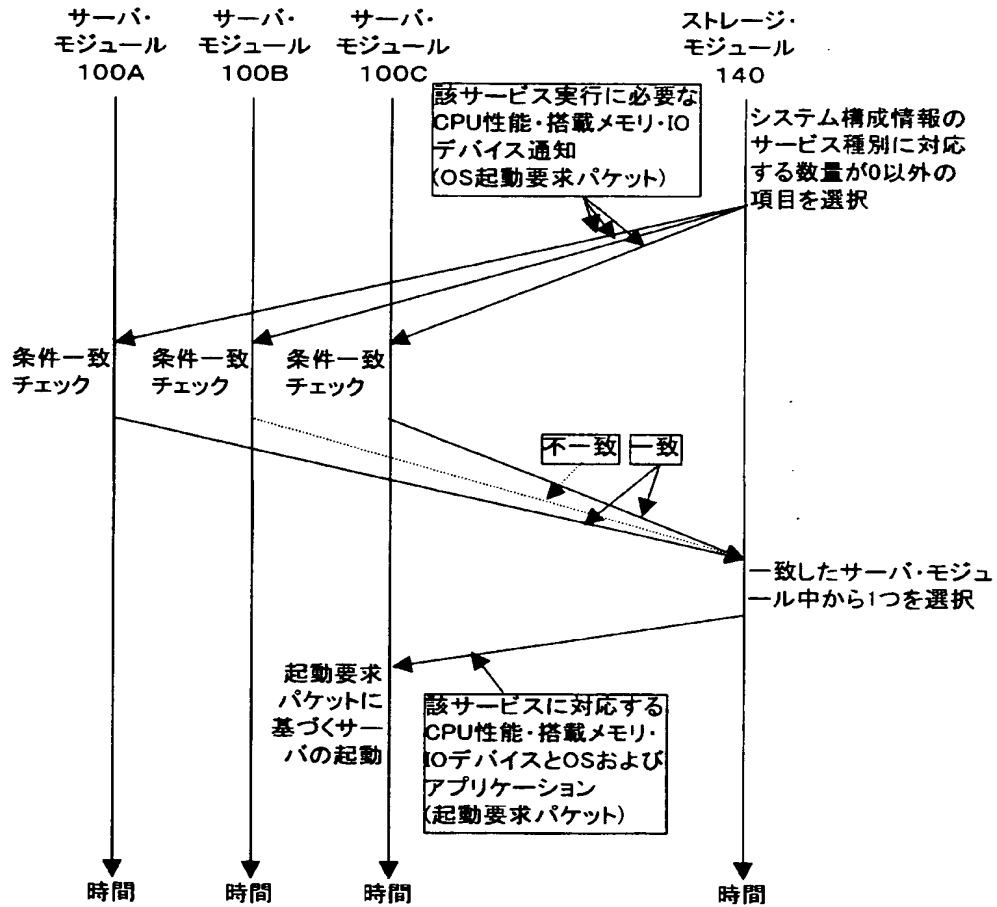 サーバ・
モジュール
100A
サーバ・
モジュール
100B
サーバ・
モジュール
100C
ストレージ・
モジュール
140
該サービス実行に必要な
CPU性能・搭載メモリ・IO
デバイス通知
(OS起動要求パケット)
システム構成情報の
サービス種別に対応
する数量が0以外の
項目を選択
条件一致
チェック
条件一致
チェック
条件一致
チェック
不一致
一致
一致したサーバ・モジュ
ール中から1つを選択
起動要求
パケットに
基づくサー
バの起動
該サービスに対応する
CPU性能・搭載メモリ・
IOデバイスとOSおよび
アプリケーション
(起動要求パケット)
時間
時間
時間
時間